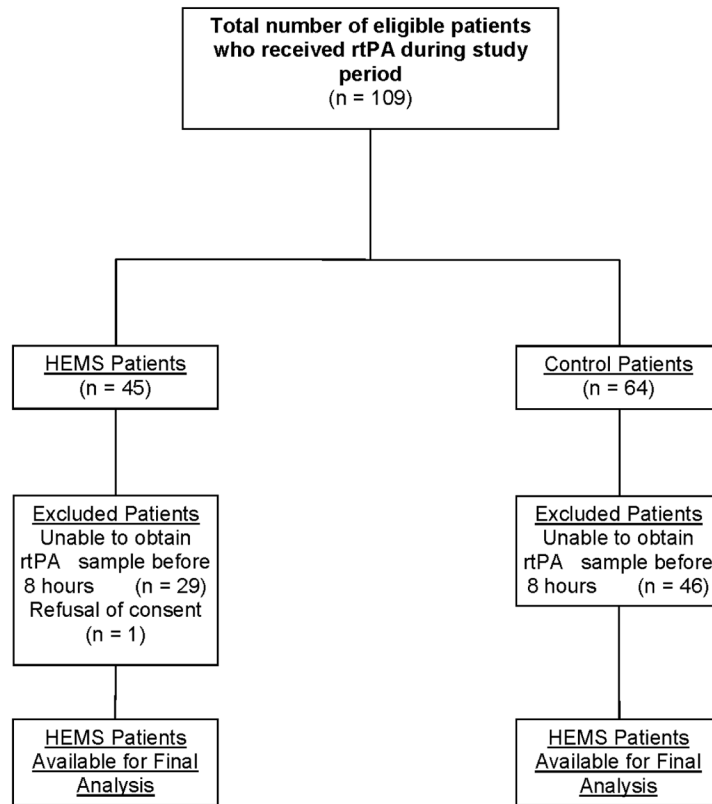 Total number of eligible patients
who received rtPA during study
period
(n = 109)
HEMS Patients
(n = 45)
Control Patients
(n = 64)
Excluded Patients
Unable to obtain
rtPA sample before
8 hours (n = 29)
Refusal of consent
(n = 1)
Excluded Patients
Unable to obtain
rtPA sample before
8 hours (n = 46)
HEMS Patients
Available for Final
Analysis
HEMS Patients
Available for Final
Analysis